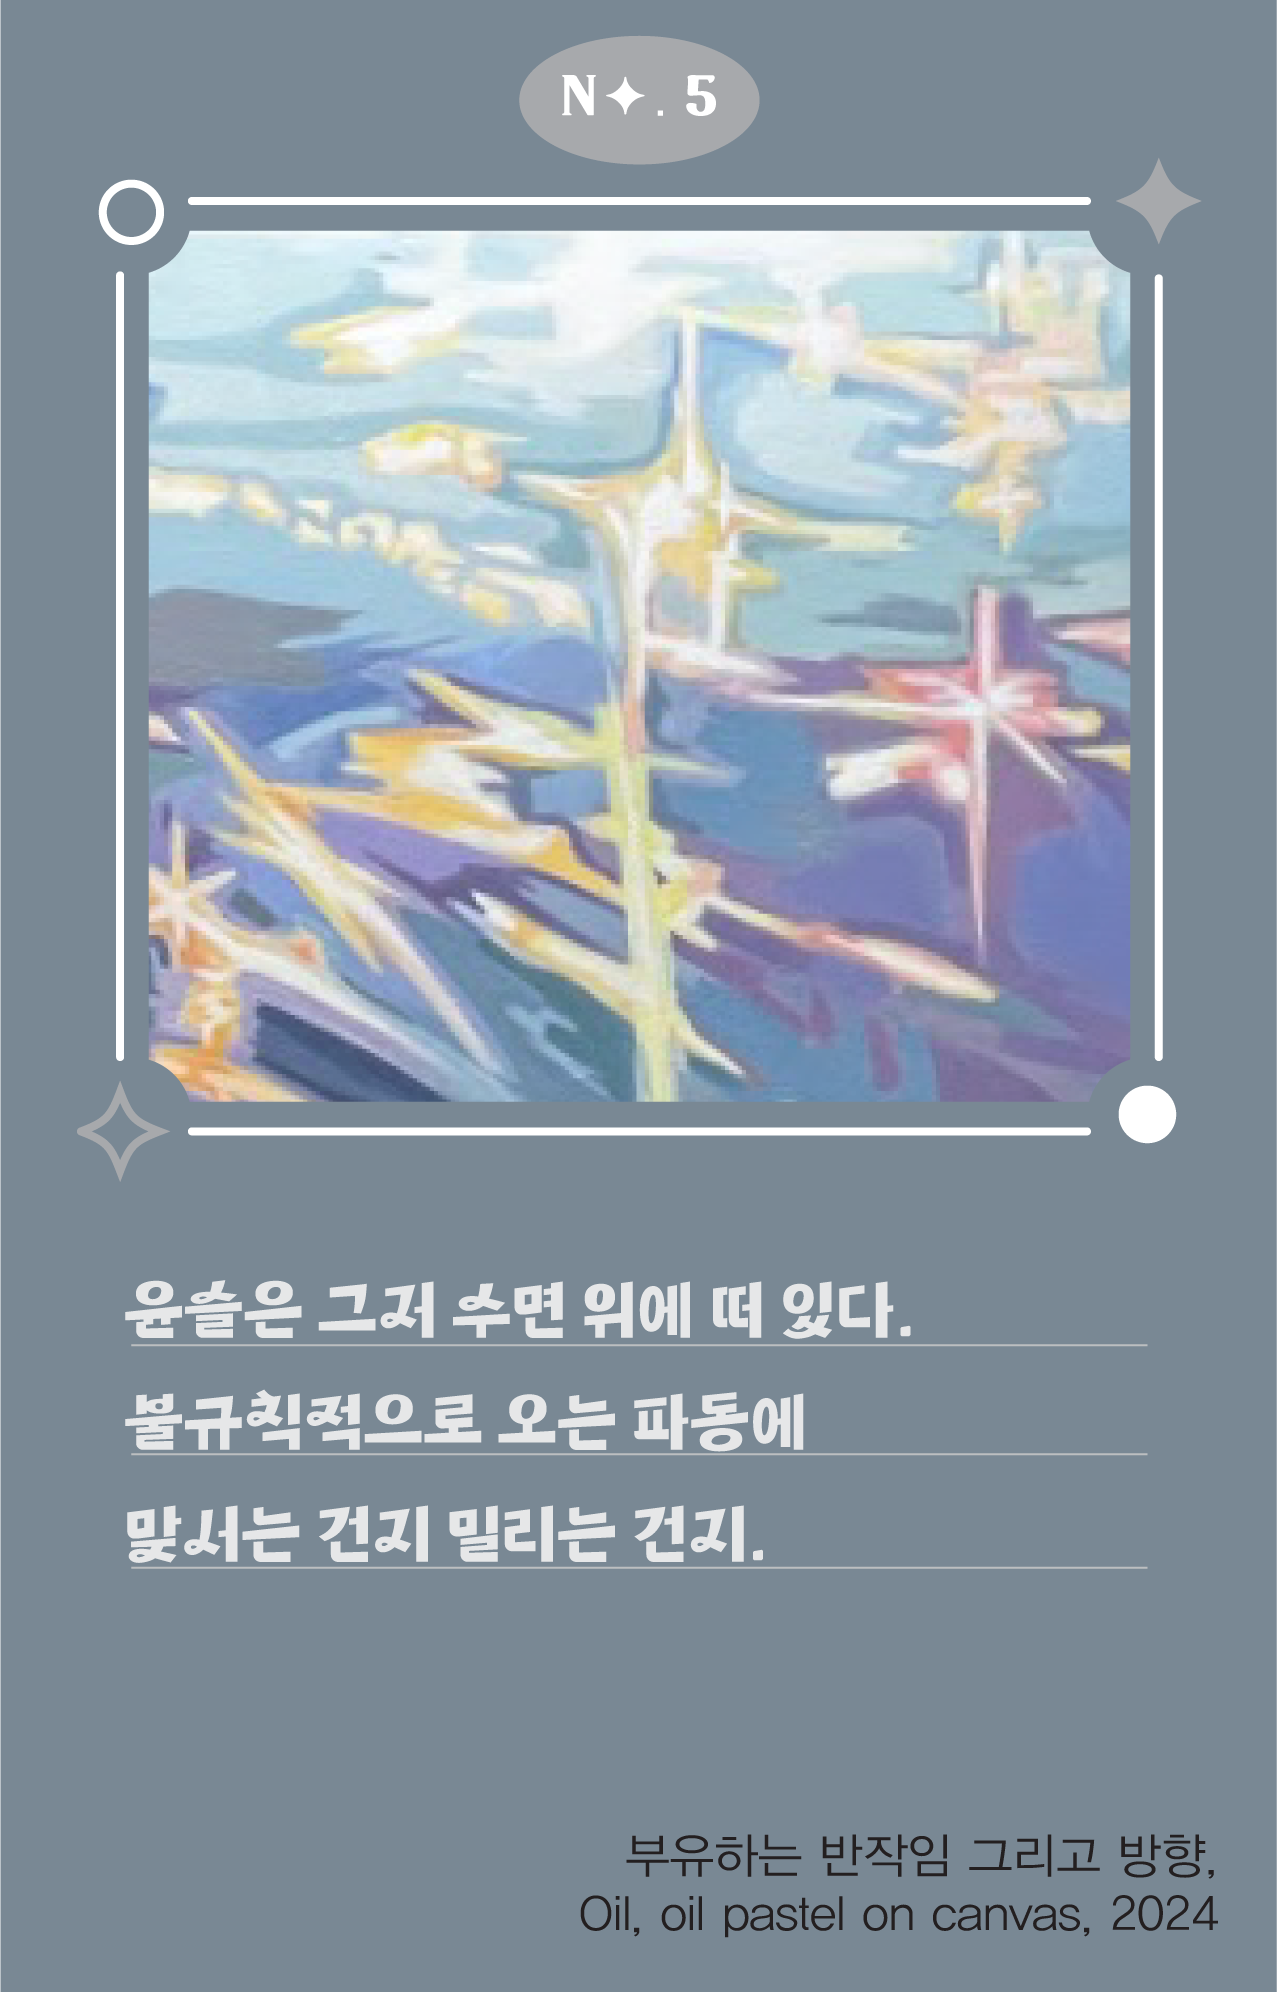 N✦. 5
윤슬은 그저 수면 위에 떠 있다.
불규칙적으로 오는 파동에
맞서는 건지 밀리는 건지.
부유하는 반작임 그리고 방향,
Oil, oil pastel on canvas, 2024